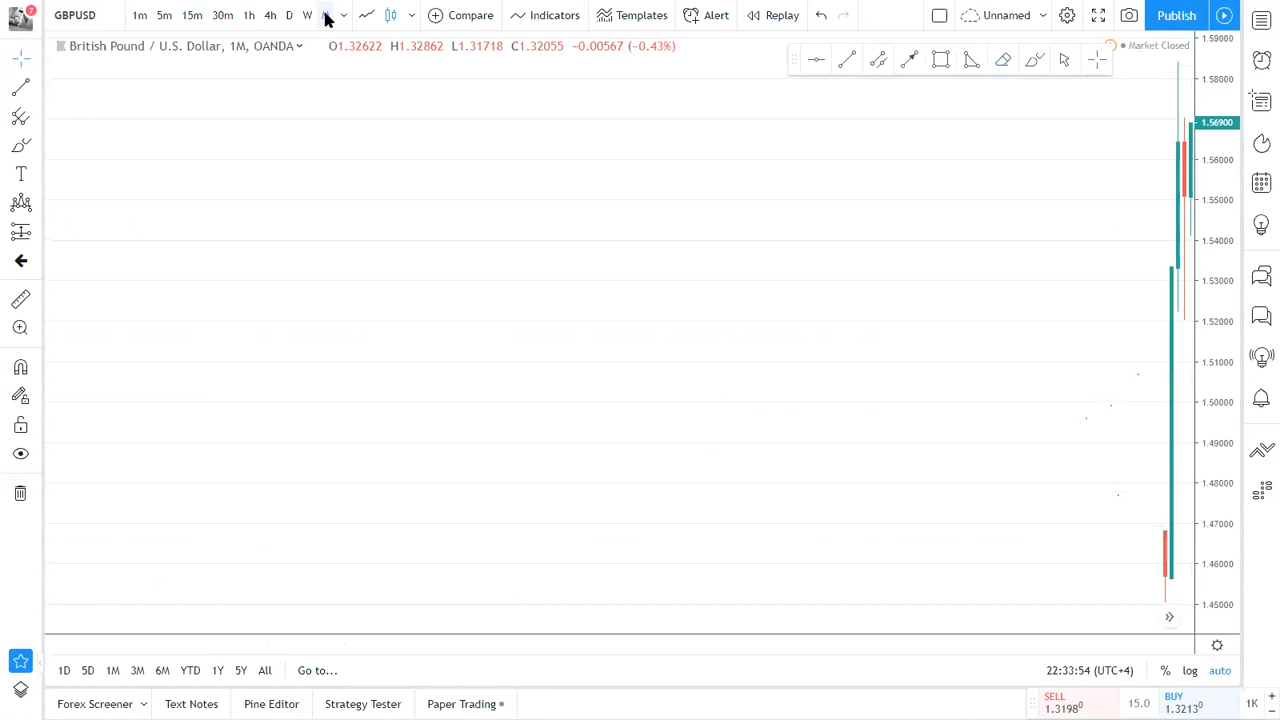 7
GBPUSD 1m 5m 15m 30m 1h 4h D W Compare Indicators Templates Alert Replay Unnamed Publish
British Pound / U.S. Dollar, 1M, OANDA O1.32622 H1.32862 L1.31718 C1.32055 −0.00567 (−0.43%)
Market Closed
1.59000
1.58000
1.56900
1.56000
1.55000
1.54000
1.53000
1.52000
1.51000
1.50000
1.49000
1.48000
1.47000
1.46000
1.45000
1D 5D 1M 3M 6M YTD 1Y 5Y All Go to... 22:33:54 (UTC+4) % log auto
Forex Screener Text Notes Pine Editor Strategy Tester Paper Trading
SELL 1.31980 15.0 BUY 1.32130 1K